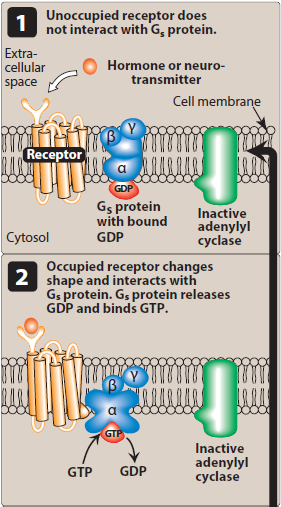 1
Unoccupied receptor does
not interact with Gs protein.
Extra-
cellular
space
Hormone or neuro-
transmitter
Cell membrane
β
γ
Receptor
α
GDP
Gs protein
with bound
GDP
Inactive
adenylyl
cyclase
Cytosol
2
Occupied receptor changes
shape and interacts with
Gs protein. Gs protein releases
GDP and binds GTP.
β
γ
α
GTP
GTP
GDP
Inactive
adenylyl
cyclase